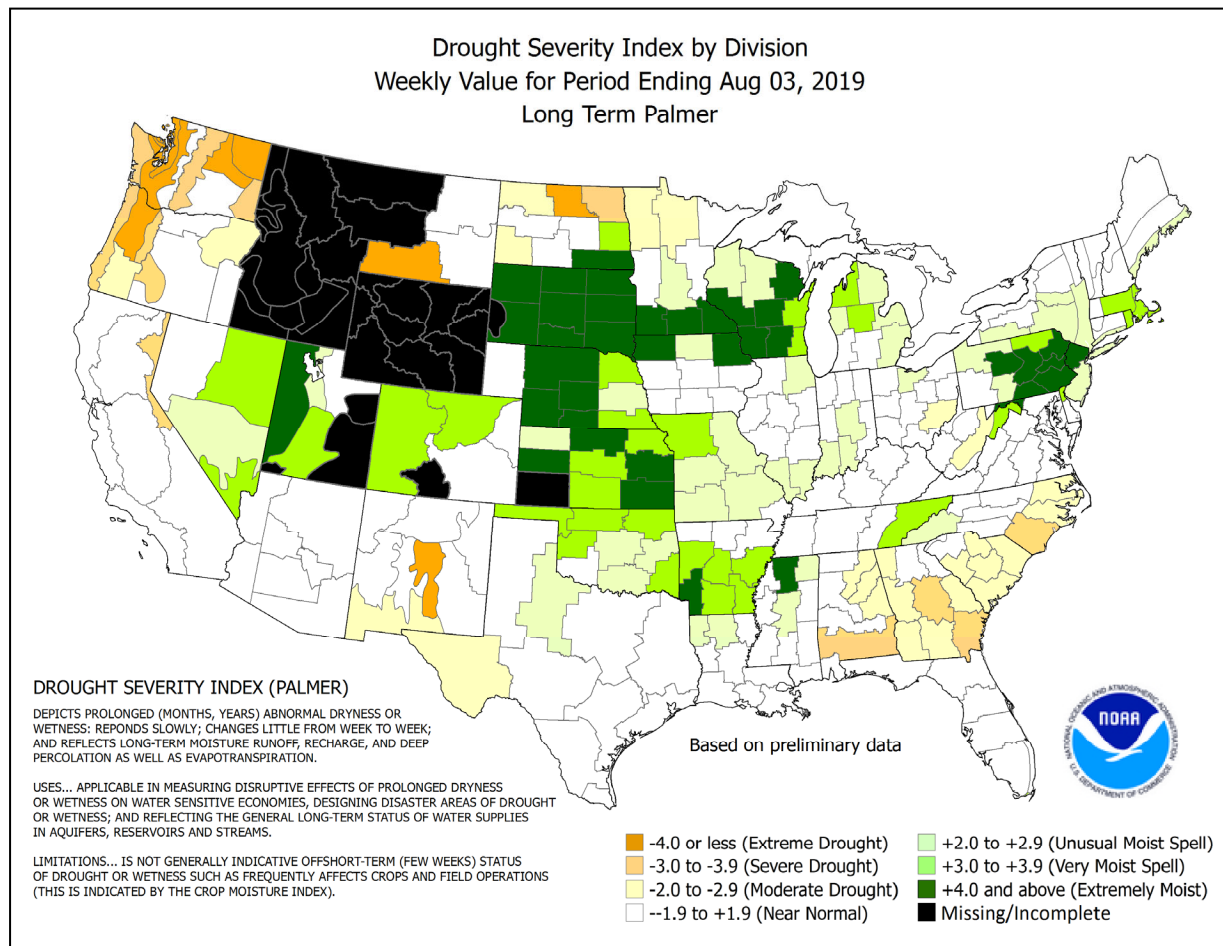 Drought Severity Index by Division
Weekly Value for Period Ending Aug 03, 2019
Long Term Palmer
DROUGHT SEVERITY INDEX (PALMER)
DEPICTS PROLONGED (MONTHS, YEARS) ABNORMAL DRYNESS OR
WETNESS: REPONDS SLOWLY; CHANGES LITTLE FROM WEEK TO WEEK;
AND REFLECTS LONG-TERM MOISTURE RUNOFF, RECHARGE, AND DEEP
PERCOLATION AS WELL AS EVAPOTRANSPIRATION.
USES... APPLICABLE IN MEASURING DISRUPTIVE EFFECTS OF PROLONGED DRYNESS
OR WETNESS ON WATER SENSITIVE ECONOMIES, DESIGNING DISASTER AREAS OF DROUGHT
OR WETNESS; AND REFLECTING THE GENERAL LONG-TERM STATUS OF WATER SUPPLIES
IN AQUIFERS, RESERVOIRS AND STREAMS.
LIMITATIONS... IS NOT GENERALLY INDICATIVE OFFSHORT-TERM (FEW WEEKS) STATUS
OF DROUGHT OR WETNESS SUCH AS FREQUENTLY AFFECTS CROPS AND FIELD OPERATIONS
(THIS IS INDICATED BY THE CROP MOISTURE INDEX).
Based on preliminary data
NATIONAL OCEANIC AND ATMOSPHERIC ADMINISTRATION
NOAA
U.S. DEPARTMENT OF COMMERCE
-4.0 or less (Extreme Drought)
-3.0 to -3.9 (Severe Drought)
-2.0 to -2.9 (Moderate Drought)
--1.9 to +1.9 (Near Normal)
+2.0 to +2.9 (Unusual Moist Spell)
+3.0 to +3.9 (Very Moist Spell)
+4.0 and above (Extremely Moist)
Missing/Incomplete